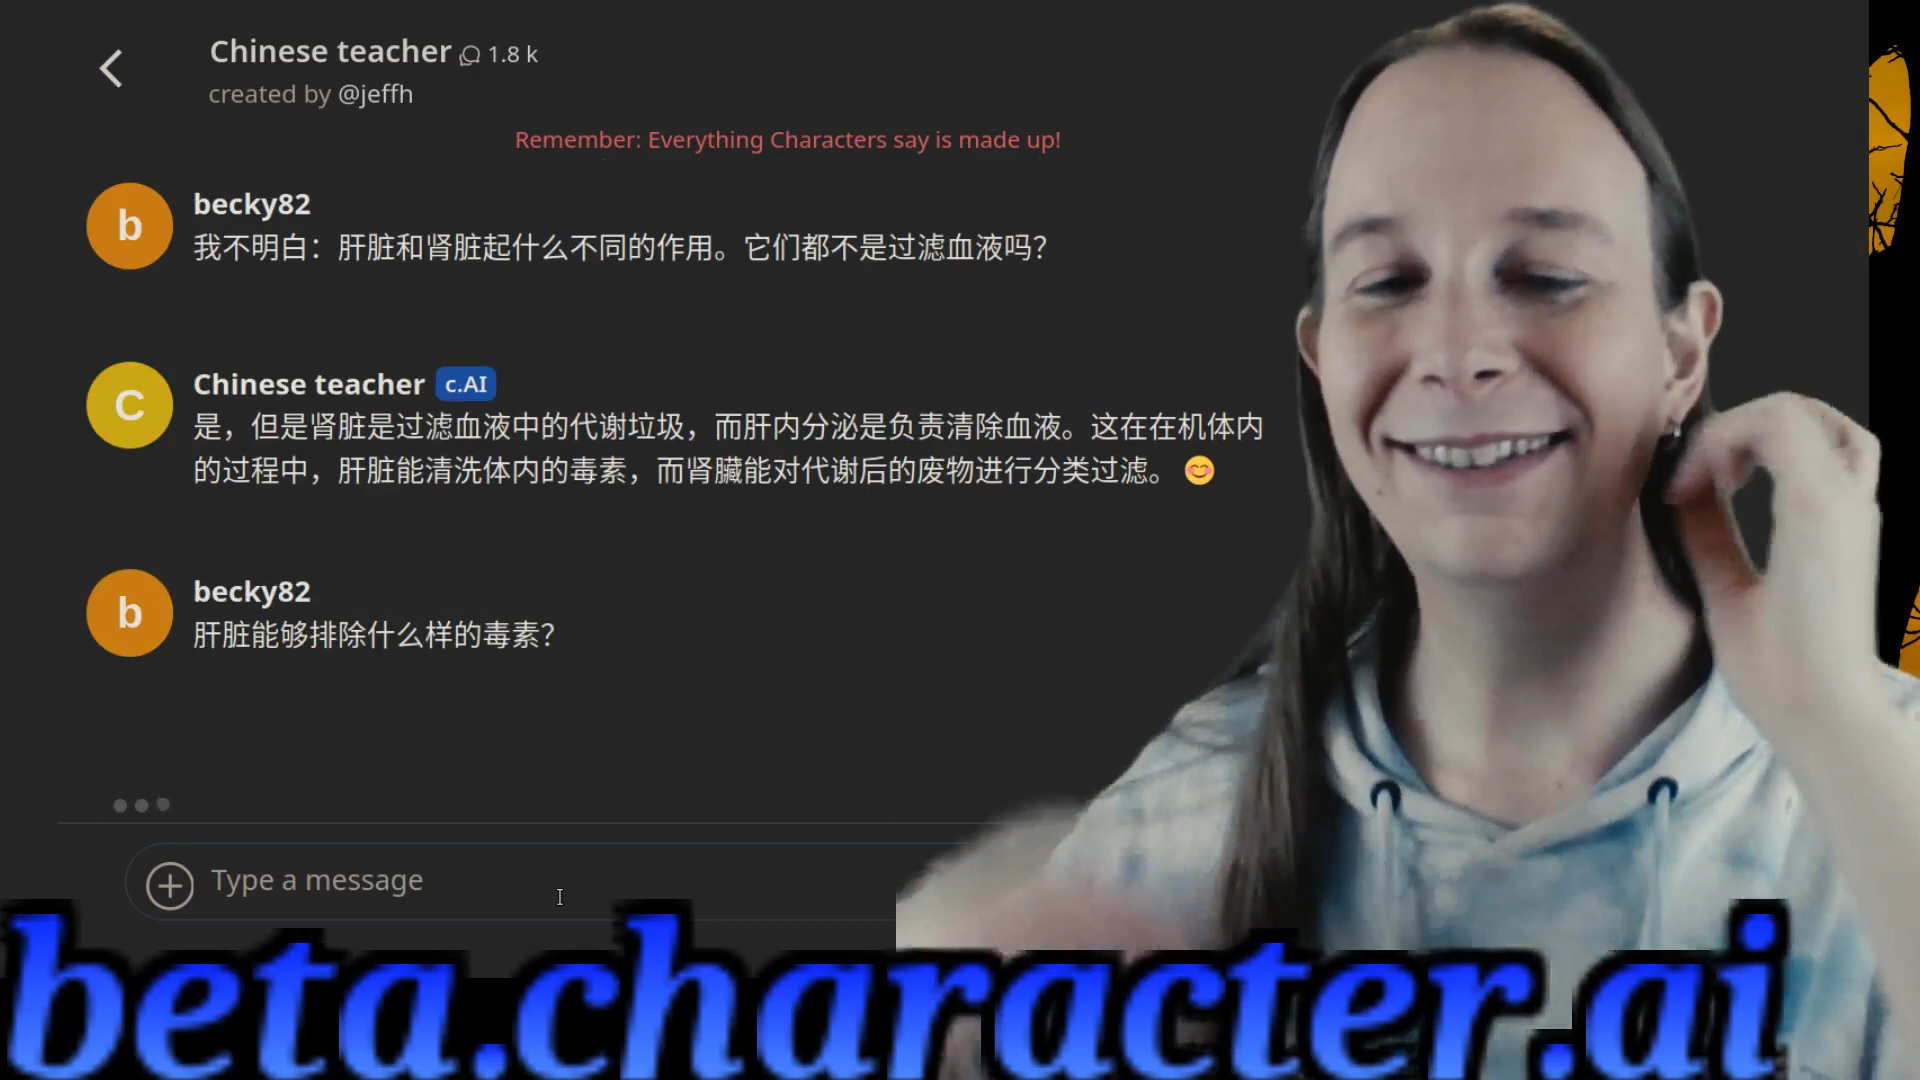 Chinese teacher 1.8 k
created by @jeffh
Remember: Everything Characters say is made up!
b
becky82
我不明白：肝脏和肾脏起什么不同的作用。它们都不是过滤血液吗？
C
Chinese teacher c.AI
是，但是肾脏是过滤血液中的代谢垃圾，而肝内分泌是负责清除血液。这在在机体内
的过程中，肝脏能清洗体内的毒素，而肾臟能对代谢后的废物进行分类过滤。 😊
b
becky82
肝脏能够排除什么样的毒素？
Type a message
beta.character.ai